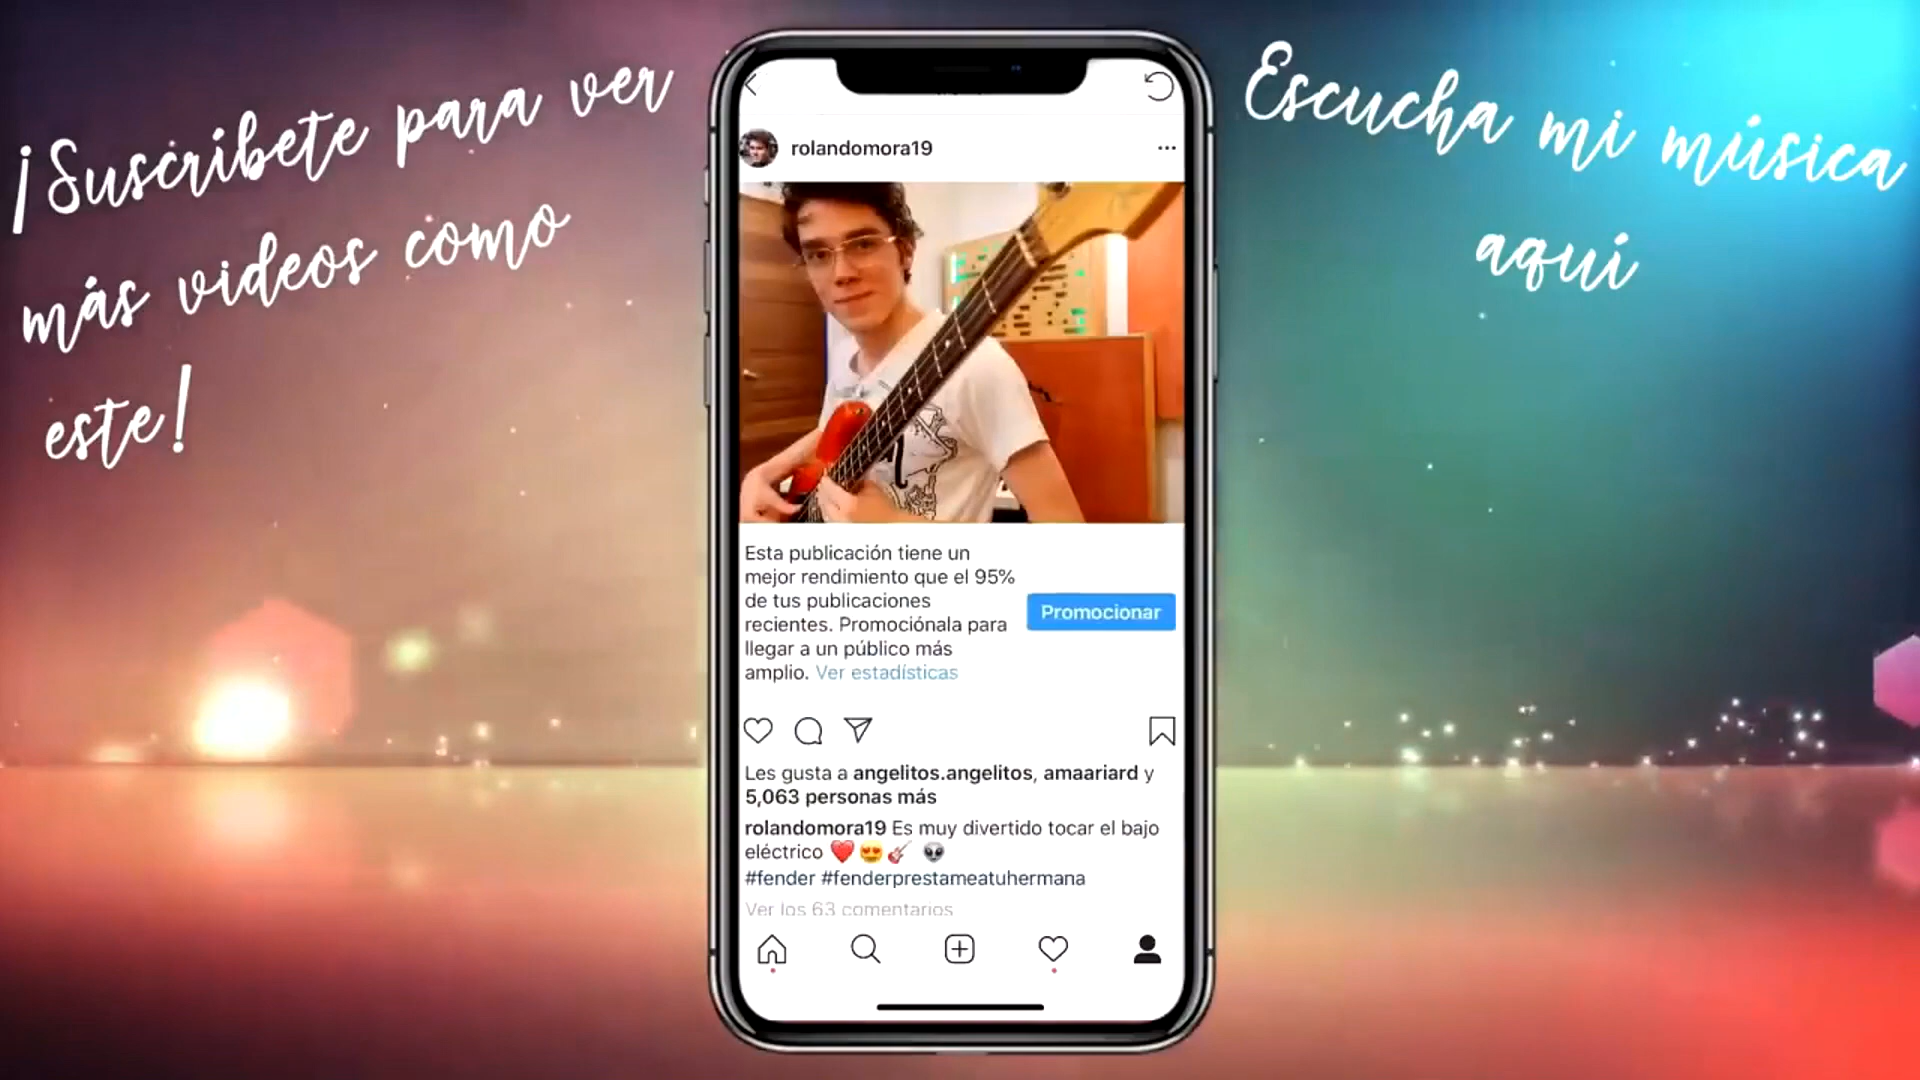 ¡Suscribete para ver
más videos como
este!
Escucha mi música
aquí
rolandomora19
Esta publicación tiene un
mejor rendimiento que el 95%
de tus publicaciones
recientes. Promociónala para
llegar a un público más
amplio. Ver estadísticas
Promocionar
Les gusta a angelitos.angelitos, amaariard y
5,063 personas más
rolandomora19 Es muy divertido tocar el bajo
eléctrico ❤️😍🎸 👽
#fender #fenderprestameatuhermana
Ver los 63 comentarios